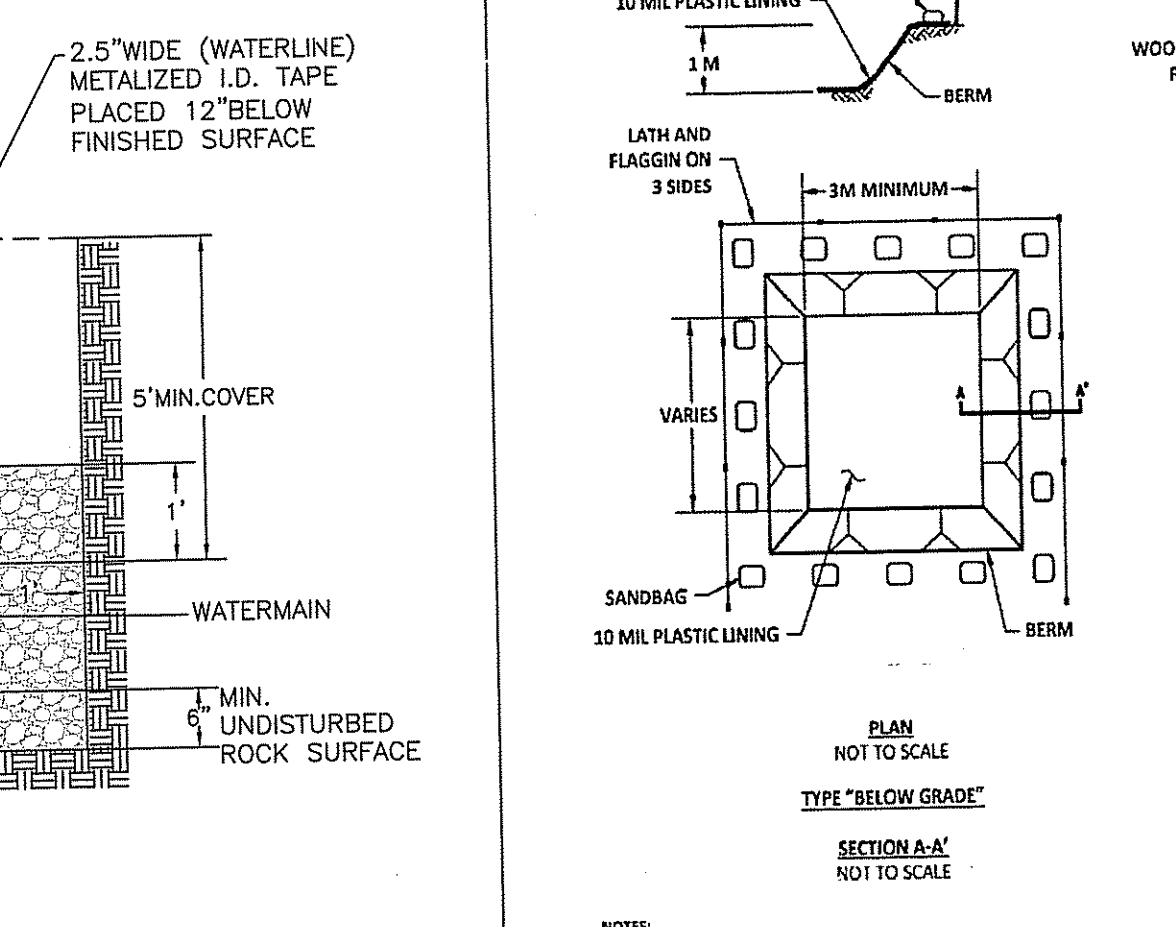 2.5"WIDE (WATERLINE)
METALIZED I.D. TAPE
PLACED 12"BELOW
FINISHED SURFACE
5'MIN.COVER
1'
1'
WATERMAIN
6"
MIN.
UNDISTURBED
ROCK SURFACE
10 MIL PLASTIC LINING
1 M
BERM
LATH AND
FLAGGIN ON
3 SIDES
3M MINIMUM
VARIES
A
A'
SANDBAG
10 MIL PLASTIC LINING
BERM
PLAN
NOT TO SCALE
TYPE "BELOW GRADE"
SECTION A-A'
NOT TO SCALE
NOTES:
WOO